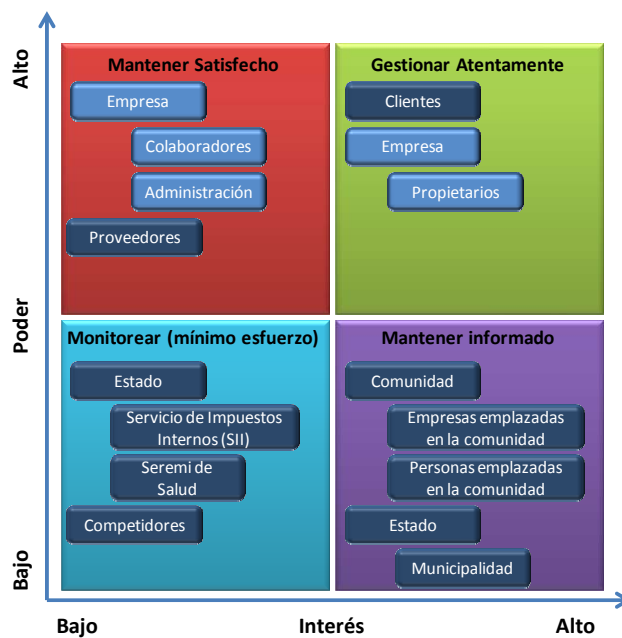 Alto
Mantener Satisfecho
Empresa
Colaboradores
Administración
Proveedores
Gestionar Atentamente
Clientes
Empresa
Propietarios
Poder
Monitorear (mínimo esfuerzo)
Estado
Servicio de Impuestos
Internos (SII)
Seremi de
Salud
Competidores
Mantener informado
Comunidad
Empresas emplazadas
en la comunidad
Personas emplazadas
en la comunidad
Estado
Municipalidad
Bajo
Bajo
Interés
Alto